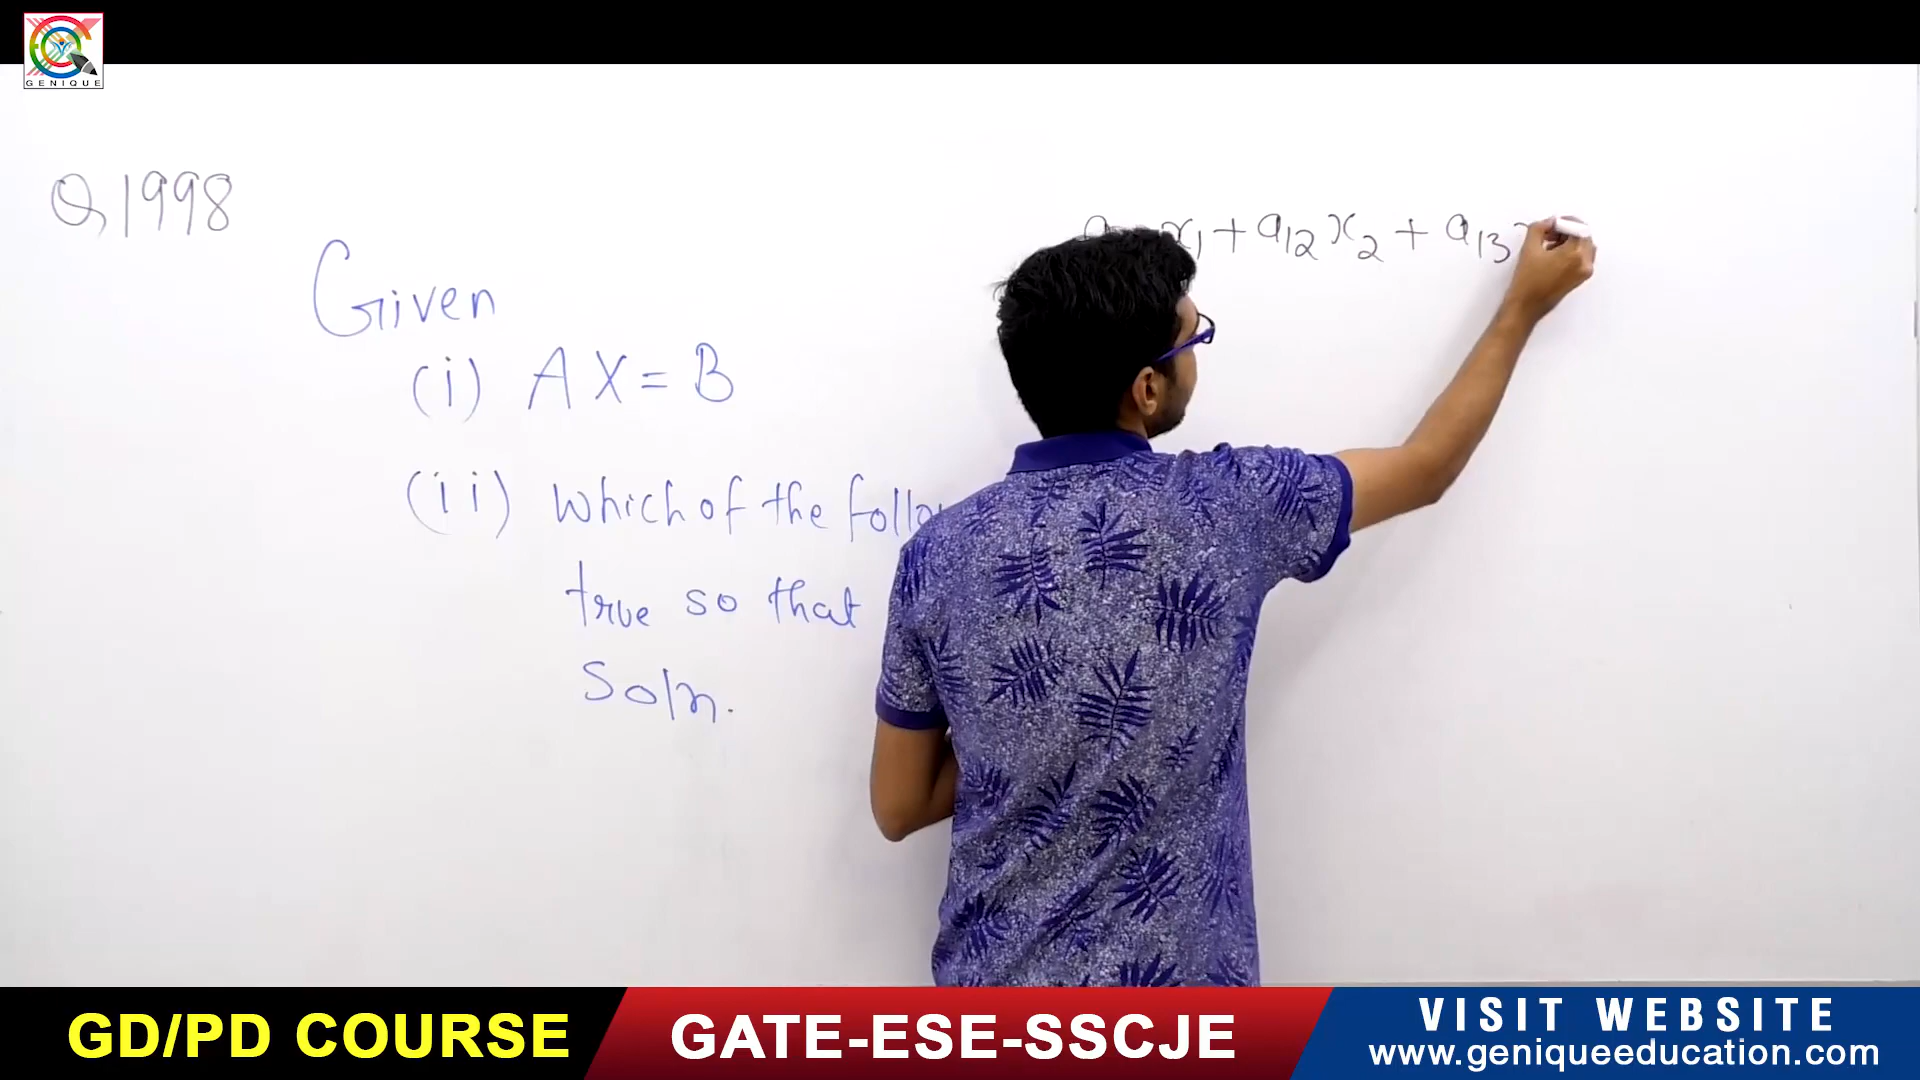 GENIQUE
Q 1998
a x₁ + a₁₂ x₂ + a₁₃
Given
(i) AX = B
(ii) Which of the
true so that
Soln.
GD/PD COURSE
GATE-ESE-SSCJE
VISIT WEBSITE
www.geniqueeducation.com